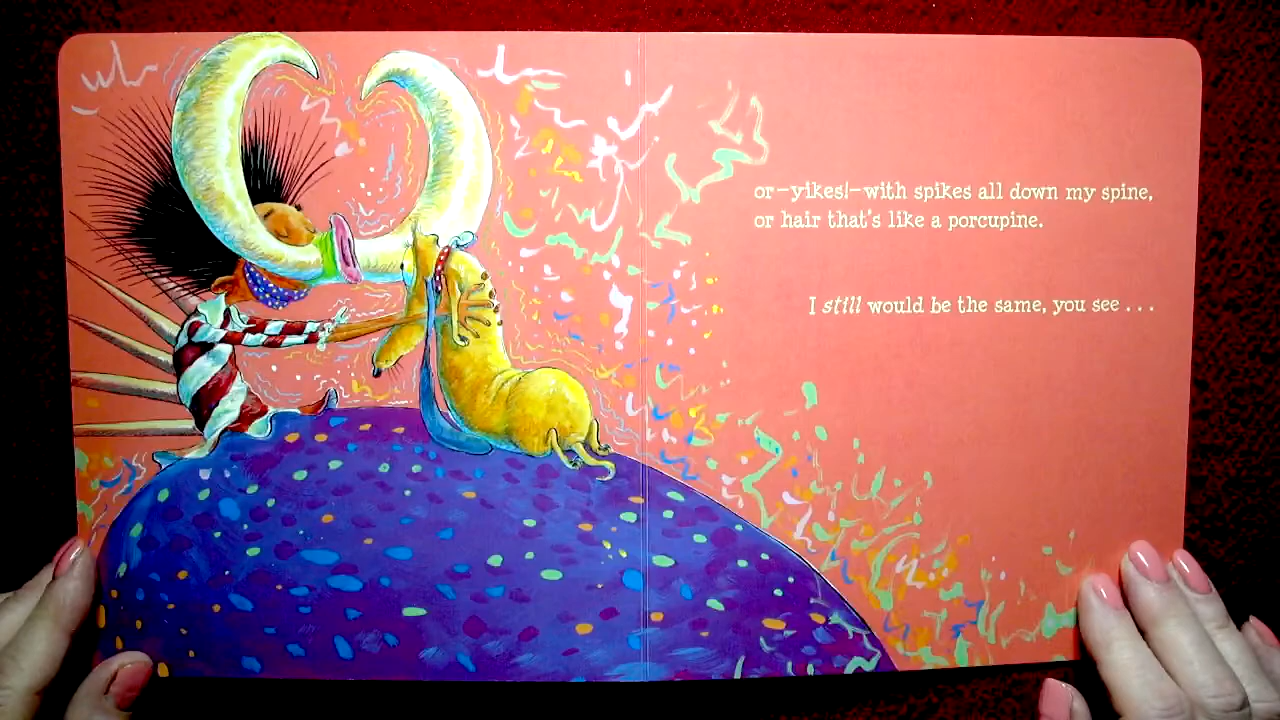 or—yikes!—with spikes all down my spine,
or hair that's like a porcupine.
I still would be the same, you see . . .